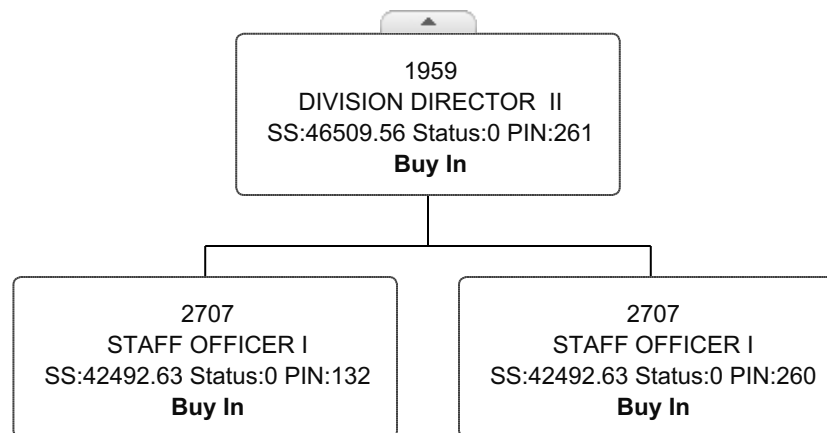 1959
DIVISION DIRECTOR  II
SS:46509.56 Status:0 PIN:261
Buy In
2707
STAFF OFFICER I
SS:42492.63 Status:0 PIN:132
Buy In
2707
STAFF OFFICER I
SS:42492.63 Status:0 PIN:260
Buy In